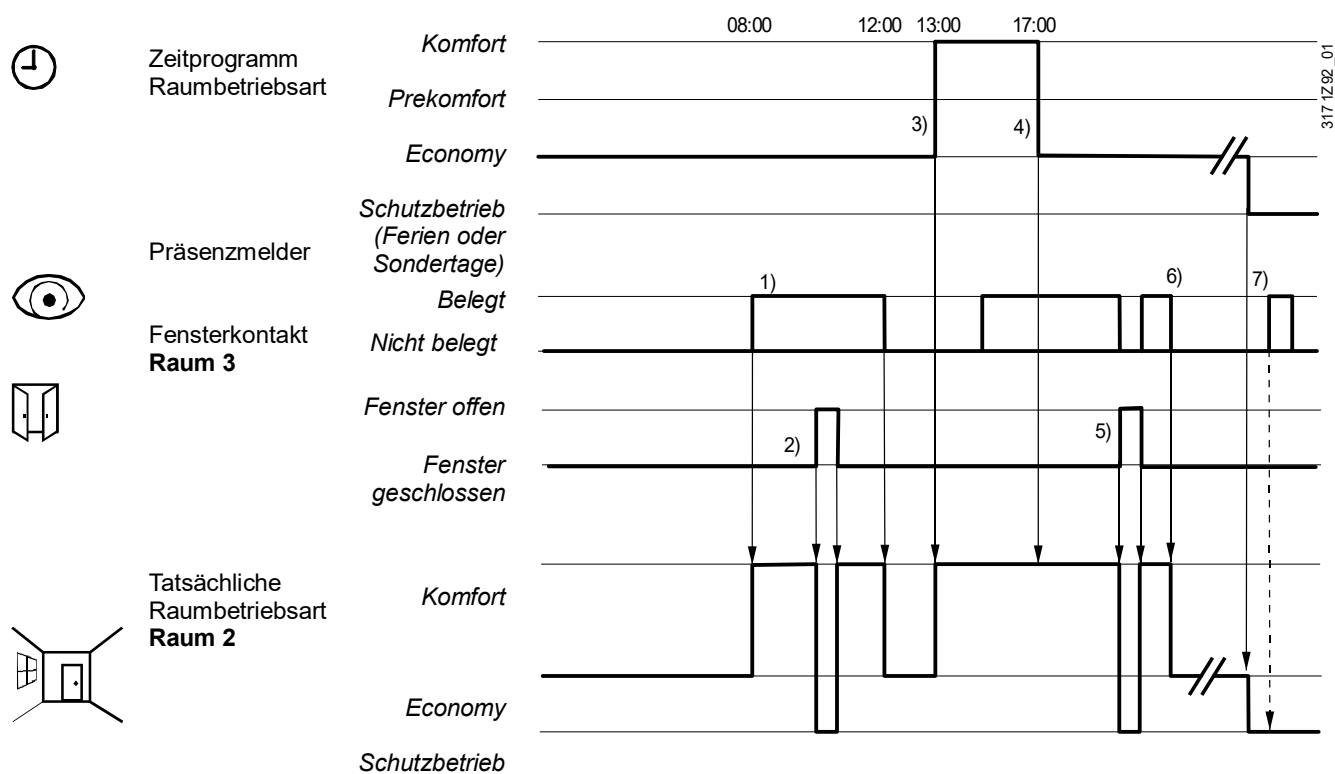 08:00 12:00 13:00 17:00
Komfort
Zeitprogramm
Raumbetriebsart
Prekomfort
3) 4)
Economy
Schutzbetrieb
(Ferien oder
Sondertage)
317 1Z92_01
Präsenzmelder
1) 6) 7)
Belegt
Fensterkontakt
Raum 3
Nicht belegt
Fenster offen
2) 5)
Fenster
geschlossen
Tatsächliche
Raumbetriebsart
Raum 2
Komfort
Economy
Schutzbetrieb